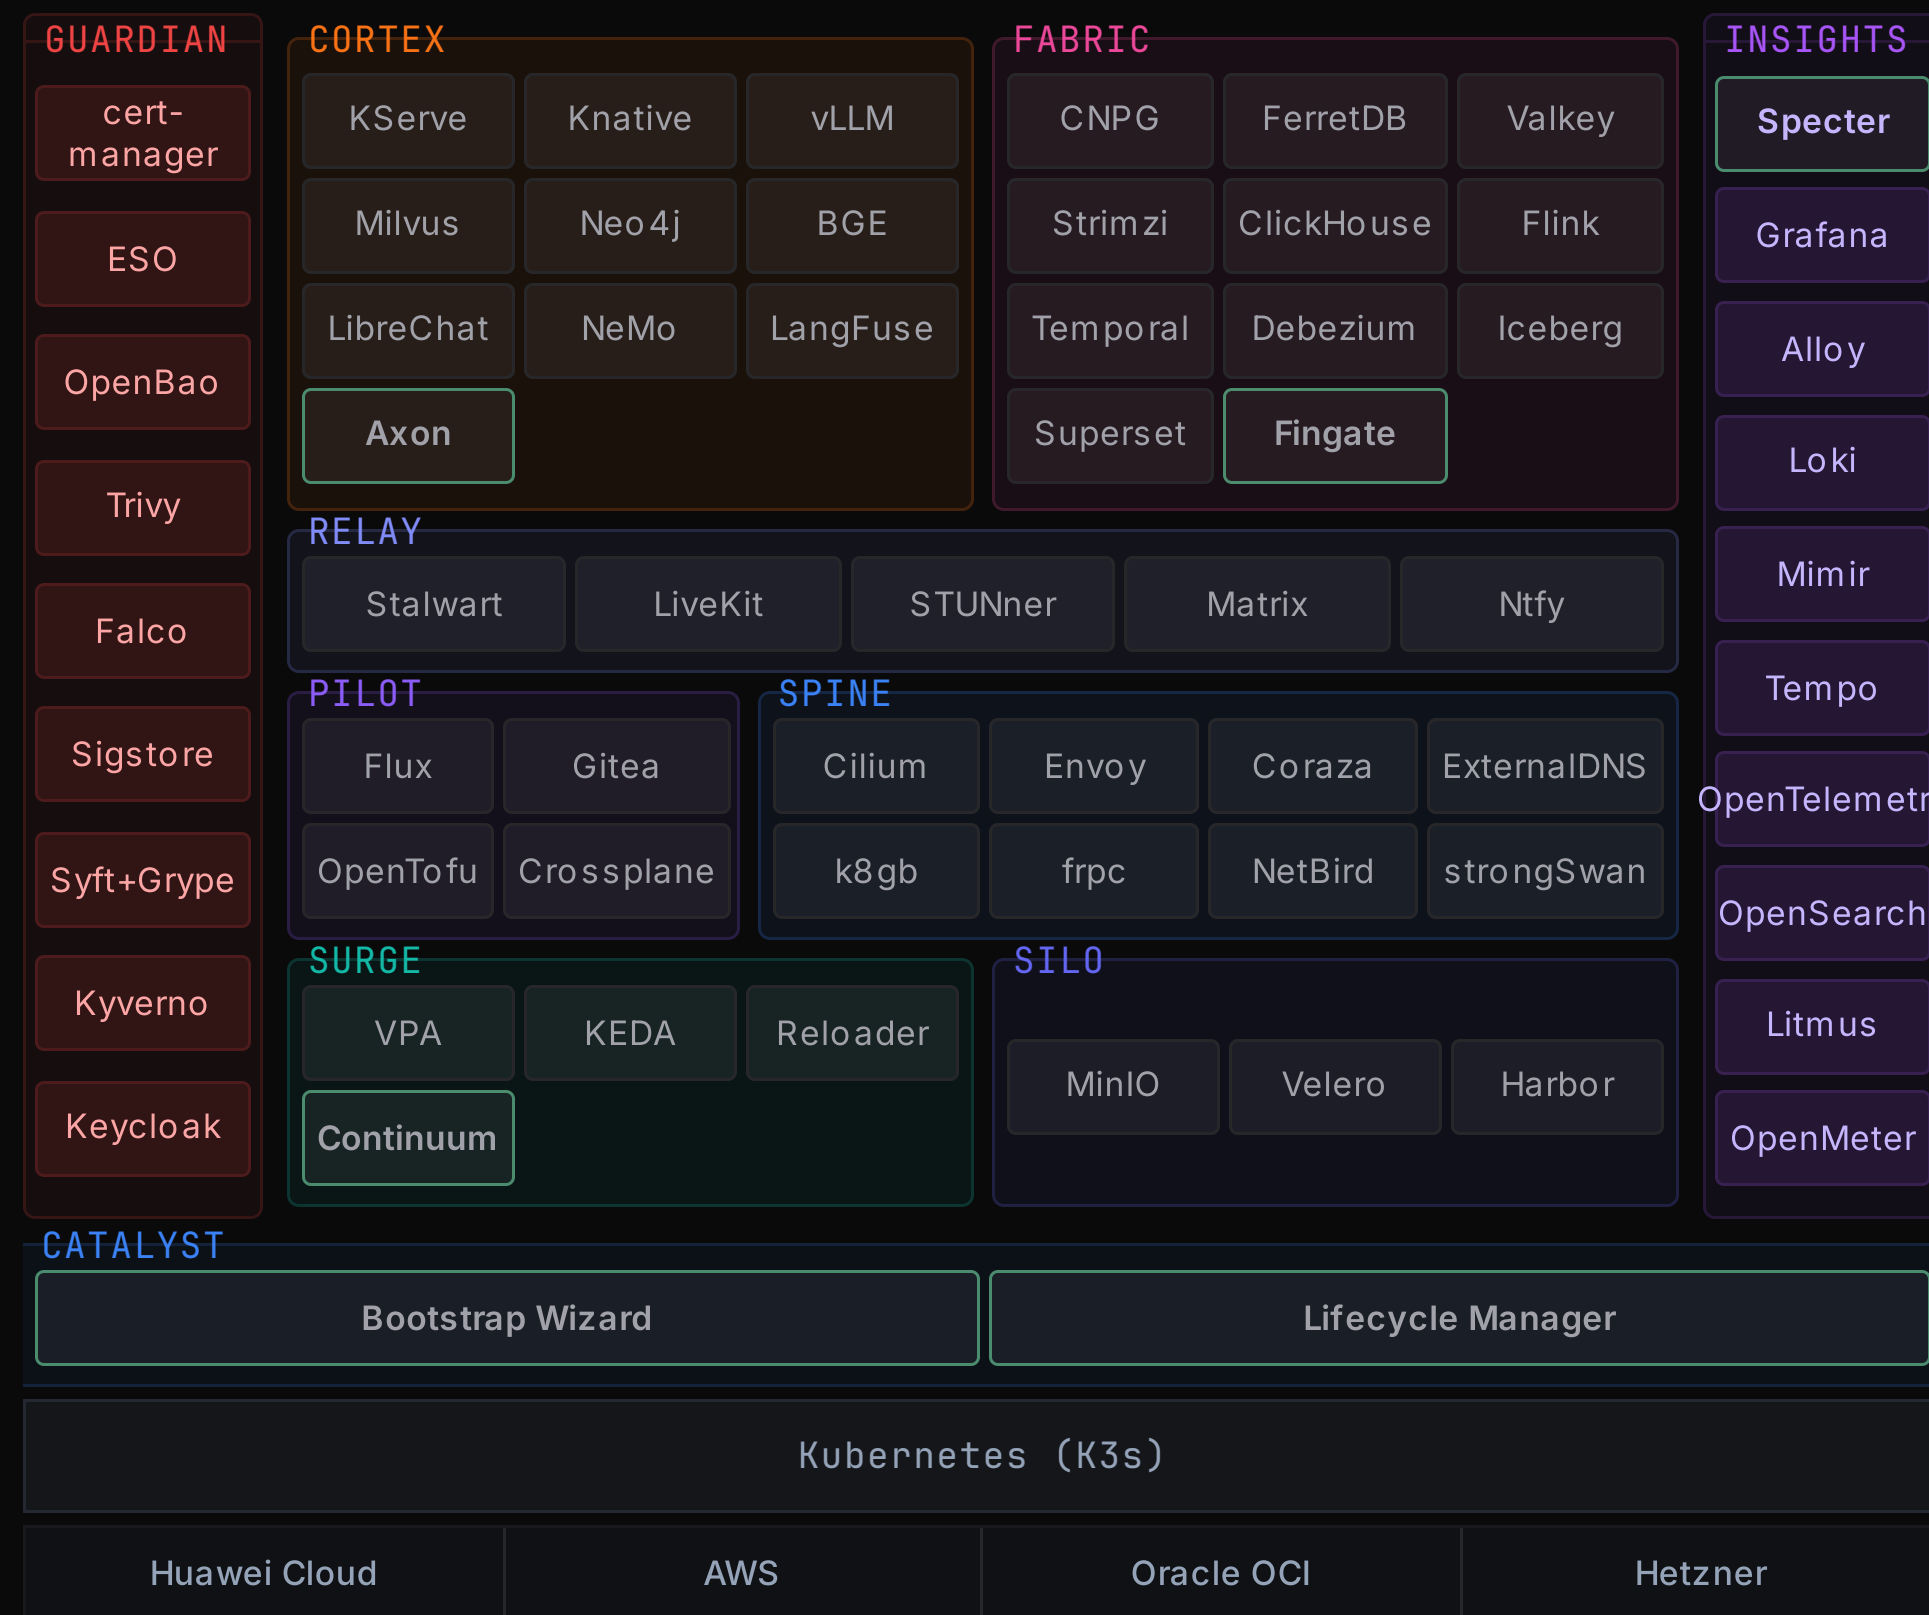 GUARDIAN
cert-
manager
ESO
OpenBao
Trivy
Falco
Sigstore
Syft+Grype
Kyverno
Keycloak
CORTEX
KServe
Knative
vLLM
Milvus
Neo4j
BGE
LibreChat
NeMo
LangFuse
Axon
FABRIC
CNPG
FerretDB
Valkey
Strimzi
ClickHouse
Flink
Temporal
Debezium
Iceberg
Superset
Fingate
RELAY
Stalwart
LiveKit
STUNner
Matrix
Ntfy
PILOT
Flux
Gitea
OpenTofu
Crossplane
SPINE
Cilium
Envoy
Coraza
ExternalDNS
k8gb
frpc
NetBird
strongSwan
SURGE
VPA
KEDA
Reloader
Continuum
SILO
MinIO
Velero
Harbor
INSIGHTS
Specter
Grafana
Alloy
Loki
Mimir
Tempo
OpenTelemetr
OpenSearch
Litmus
OpenMeter
CATALYST
Bootstrap Wizard
Lifecycle Manager
Kubernetes (K3s)
Huawei Cloud
AWS
Oracle OCI
Hetzner